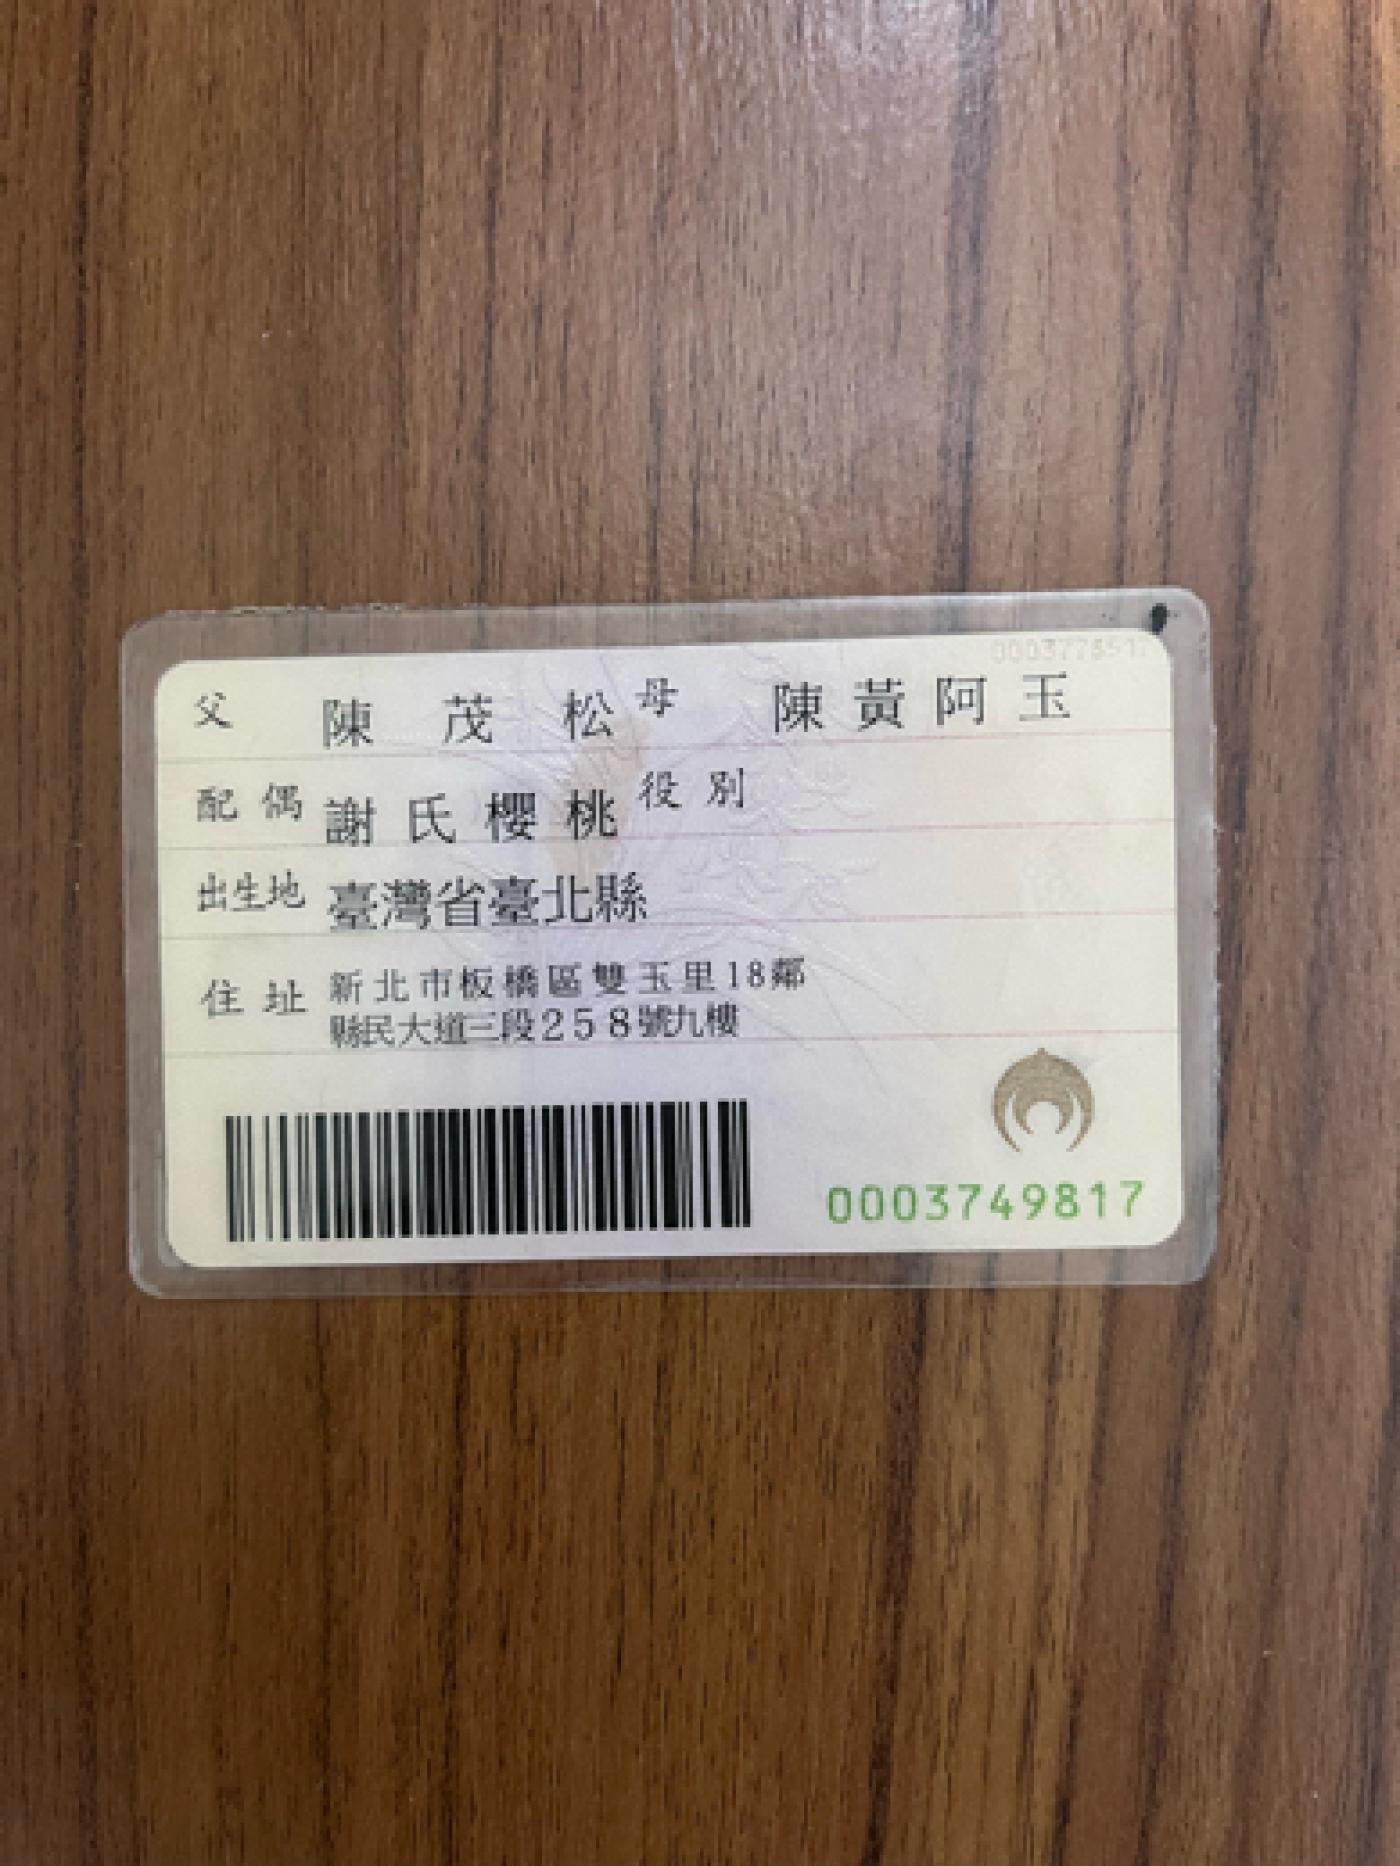 父 陳茂松 母 陳黃阿玉
配偶 謝氏櫻桃 役別
出生地 臺灣省臺北縣
住址 新北市板橋區雙玉里18鄰
縣民大道三段258號九樓
0003749817